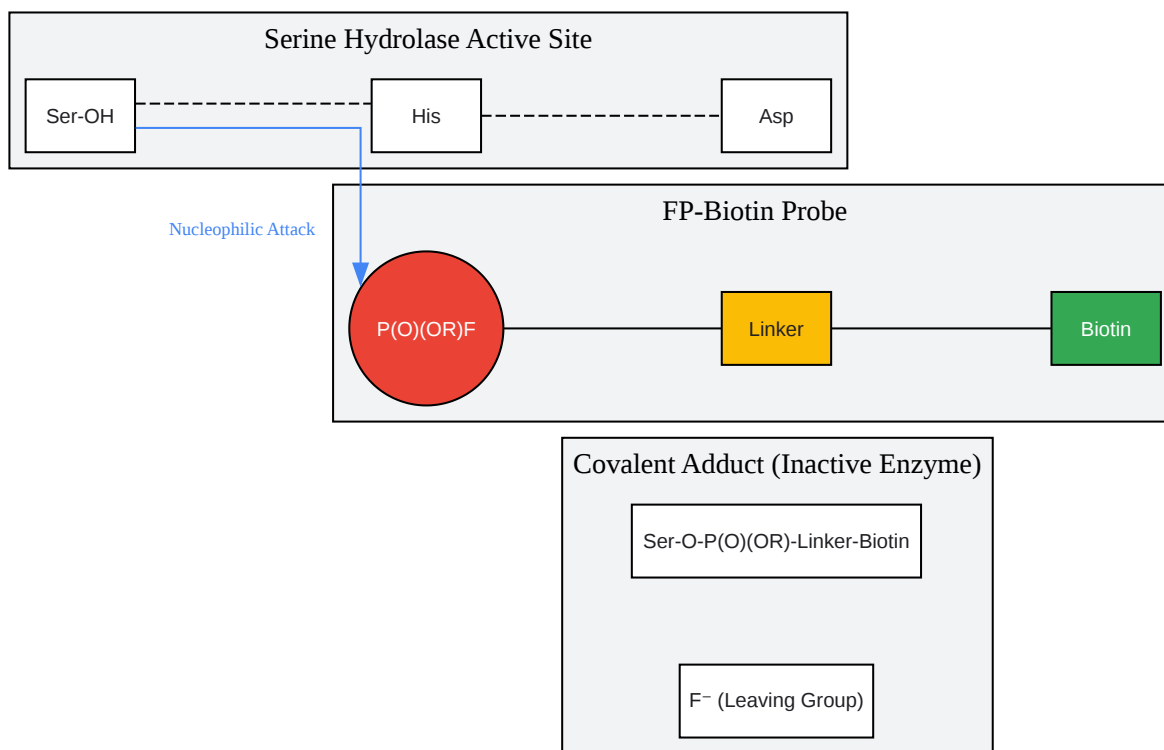 Serine Hydrolase Active Site
Ser-OH
His
Asp
Nucleophilic Attack
FP-Biotin Probe
P(O)(OR)F
Linker
Biotin
Covalent Adduct (Inactive Enzyme)
Ser-O-P(O)(OR)-Linker-Biotin
F⁻ (Leaving Group)